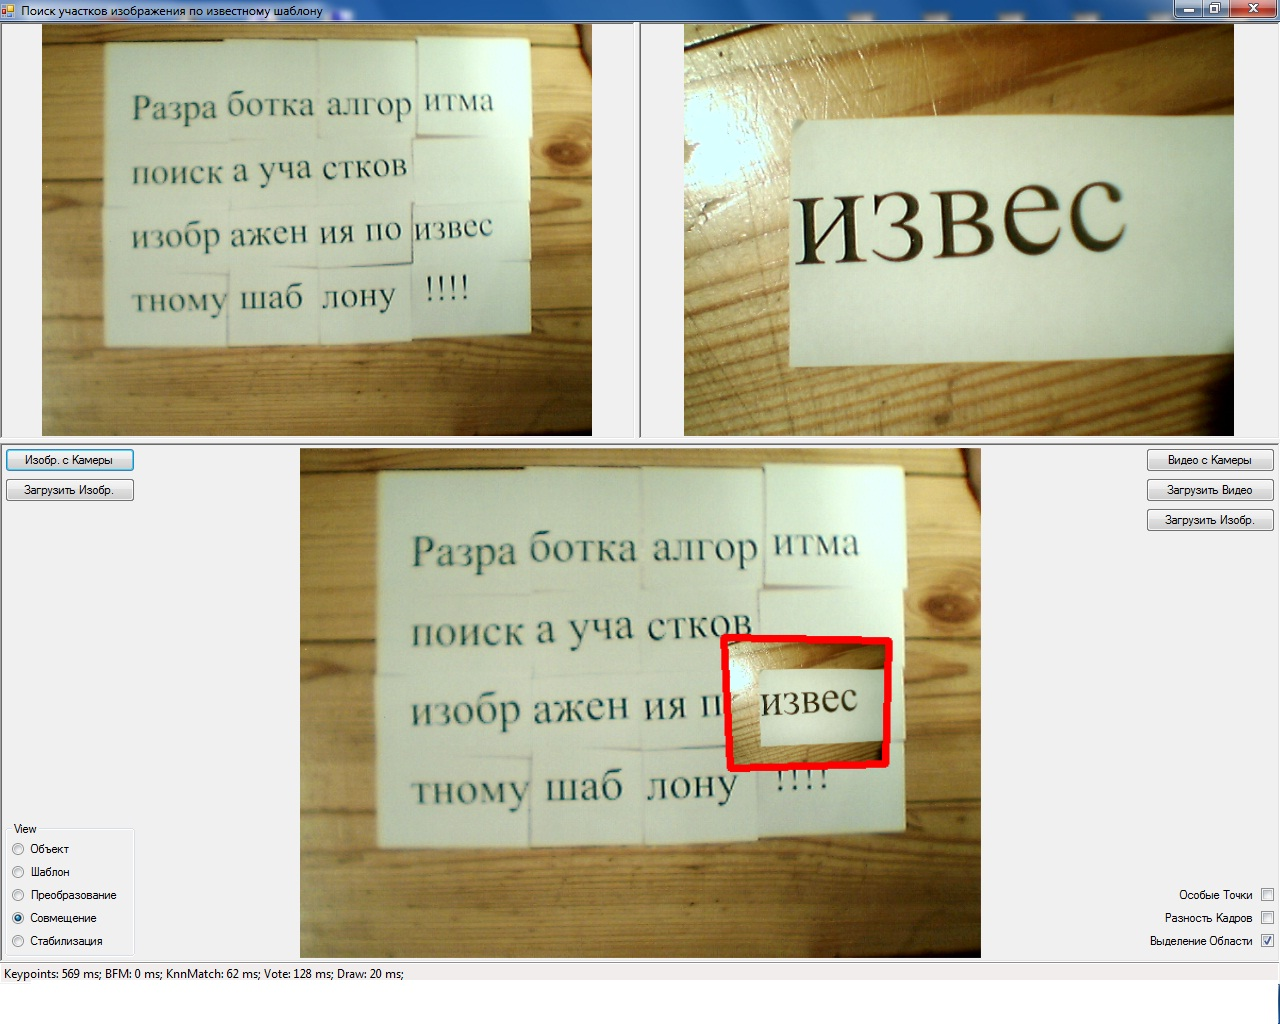 Поиск участков изображения по известному шаблону
Разра ботка алгор итма
поиск а уча стков
изобр ажен ия по извес
тному шаб лону !!!!
извес
Изобр. с Камеры
Загрузить Изобр.
Видео с Камеры
Загрузить Видео
Загрузить Изобр.
Разра ботка алгор итма
поиск а уча стков
изобр ажен ия п извес
тному шаб лону !!!!
View
Объект
Шаблон
Преобразование
Совмещение
Стабилизация
Особые Точки
Разность Кадров
Выделение Области
Keypoints: 569 ms; BFM: 0 ms; KnnMatch: 62 ms; Vote: 128 ms; Draw: 20 ms;